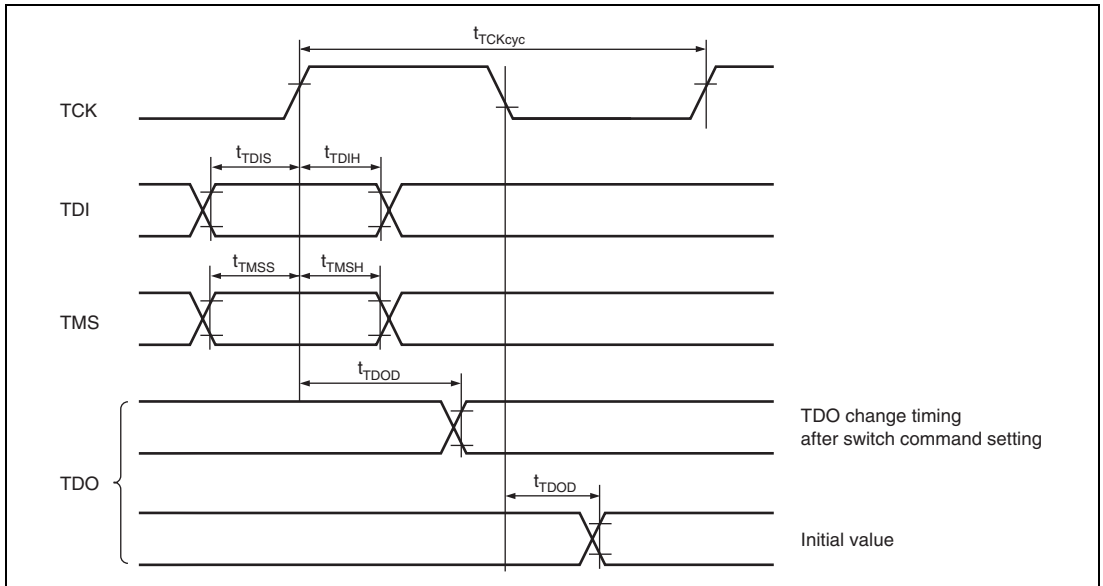 tTCKcyc
TCK
tTDIS
tTDIH
TDI
tTMSS
tTMSH
TMS
tTDOD
TDO change timing
after switch command setting
TDO
tTDOD
Initial value